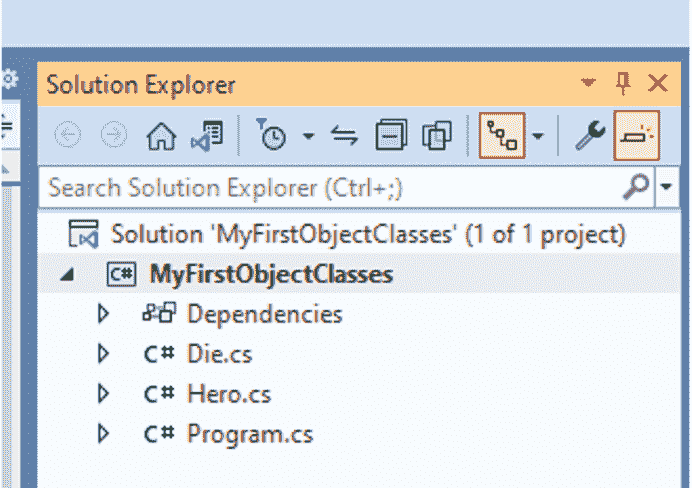 Solution Explorer
Search Solution Explorer (Ctrl+;)
Solution 'MyFirstObjectClasses' (1 of 1 project)
C# MyFirstObjectClasses
Dependencies
C# Die.cs
C# Hero.cs
C# Program.cs